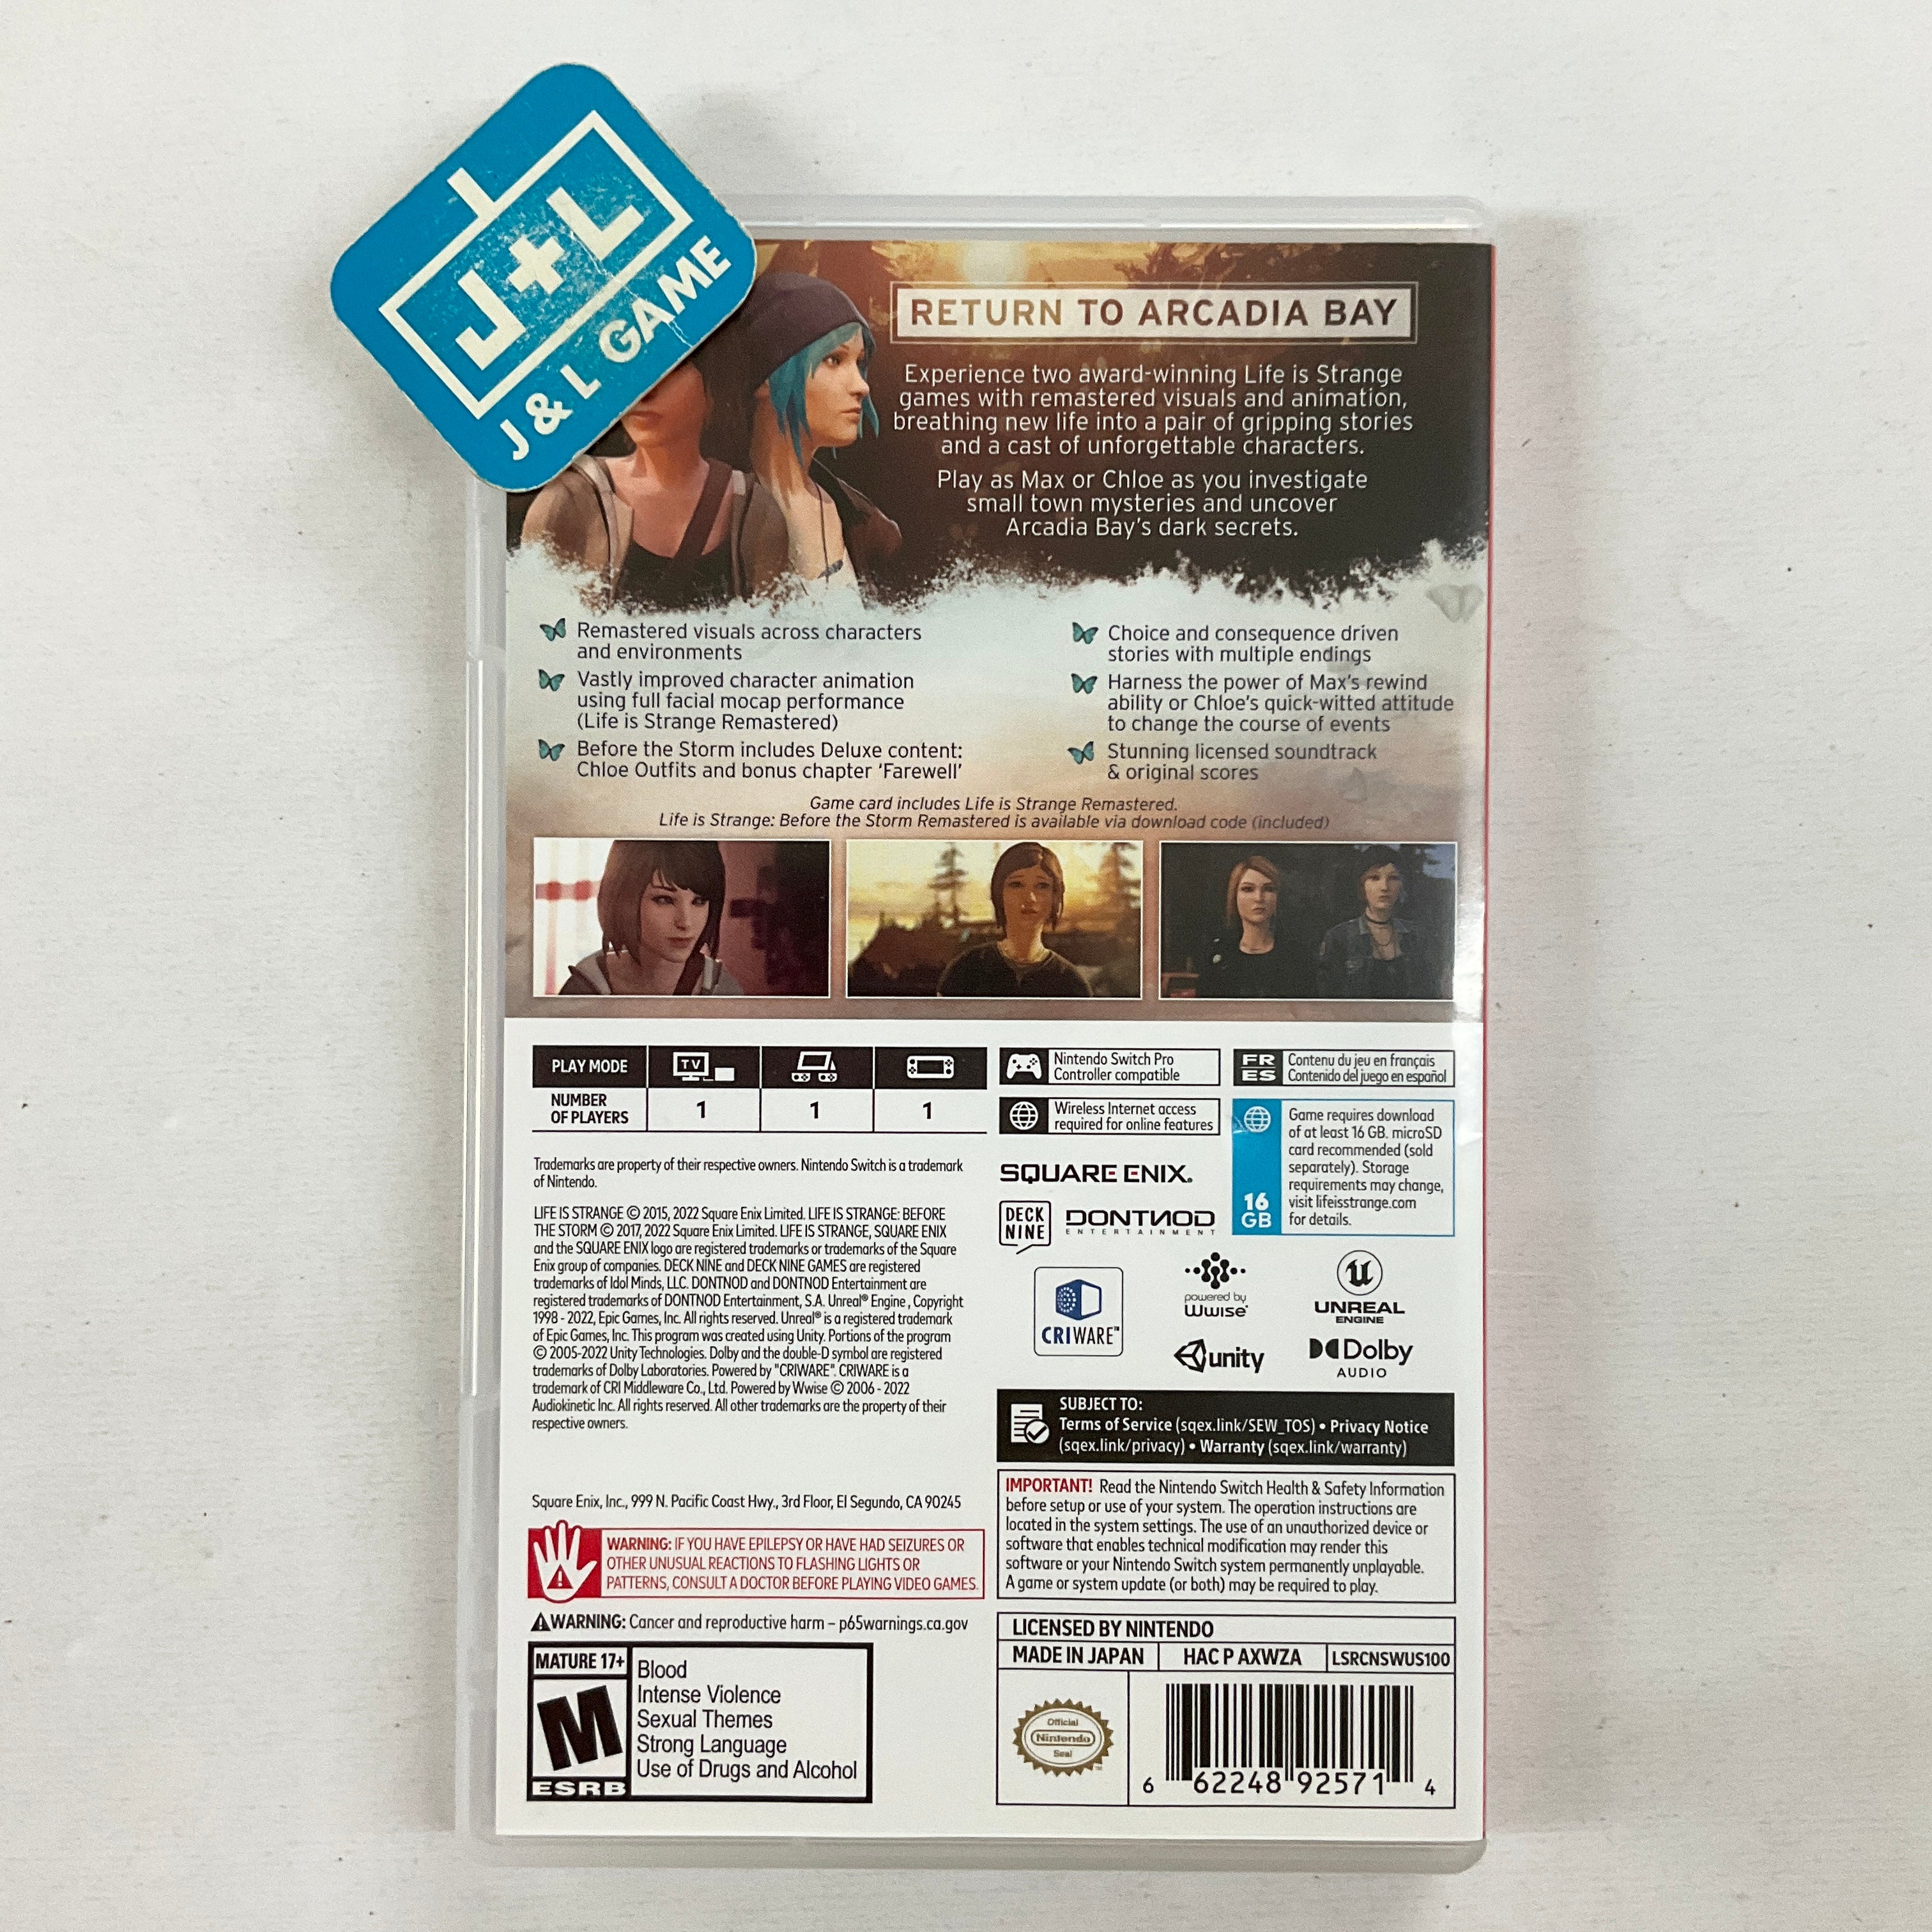 J+L
J & L GAME
RETURN TO ARCADIA BAY
Experience two award-winning Life is Strange
games with remastered visuals and animation,
breathing new life into a pair of gripping stories
and a cast of unforgettable characters.
Play as Max or Chloe as you investigate
small town mysteries and uncover
Arcadia Bay's dark secrets.
Remastered visuals across characters
and environments
Vastly improved character animation
using full facial mocap performance
(Life is Strange Remastered)
Before the Storm includes Deluxe content:
Chloe Outfits and bonus chapter 'Farewell'
Choice and consequence driven
stories with multiple endings
Harness the power of Max's rewind
ability or Chloe's quick-witted attitude
to change the course of events
Stunning licensed soundtrack
& original scores
Game card includes Life is Strange Remastered.
Life is Strange: Before the Storm Remastered is available via download code (included)
PLAY MODE
TV
NUMBER
OF PLAYERS
1 1 1
Nintendo Switch Pro
Controller compatible
FR
ES
Contenu du jeu en français
Contenido del juego en español
Wireless Internet access
required for online features
16
GB
Game requires download
of at least 16 GB. microSD
card recommended (sold
separately). Storage
requirements may change,
visit lifeisstrange.com
for details.
Trademarks are property of their respective owners. Nintendo Switch is a trademark
of Nintendo.
LIFE IS STRANGE © 2015, 2022 Square Enix Limited. LIFE IS STRANGE: BEFORE
THE STORM © 2017, 2022 Square Enix Limited. LIFE IS STRANGE, SQUARE ENIX
and the SQUARE ENIX logo are registered trademarks or trademarks of the Square
Enix group of companies. DECK NINE and DECK NINE GAMES are registered
trademarks of Idol Minds, LLC. DONTNOD and DONTNOD Entertainment are
registered trademarks of DONTNOD Entertainment, S.A. Unreal® Engine , Copyright
1998 - 2022, Epic Games, Inc. All rights reserved. Unreal® is a registered trademark
of Epic Games, Inc. This program was created using Unity. Portions of the program
© 2005-2022 Unity Technologies. Dolby and the double-D symbol are registered
trademarks of Dolby Laboratories. Powered by "CRIWARE". CRIWARE is a
trademark of CRI Middleware Co., Ltd. Powered by Wwise © 2006 - 2022
Audiokinetic Inc. All rights reserved. All other trademarks are the property of their
respective owners.
SQUARE ENIX.
DECK
NINE
DONTNOD
ENTERTAINMENT
CRIWARE™
powered by
Wwise®
UNREAL
ENGINE
unity
Dolby
AUDIO
SUBJECT TO:
Terms of Service (sqex.link/SEW_TOS) • Privacy Notice
(sqex.link/privacy) • Warranty (sqex.link/warranty)
Square Enix, Inc., 999 N. Pacific Coast Hwy., 3rd Floor, El Segundo, CA 90245
WARNING: IF YOU HAVE EPILEPSY OR HAVE HAD SEIZURES OR
OTHER UNUSUAL REACTIONS TO FLASHING LIGHTS OR
PATTERNS, CONSULT A DOCTOR BEFORE PLAYING VIDEO GAMES.
WARNING: Cancer and reproductive harm – p65warnings.ca.gov
IMPORTANT! Read the Nintendo Switch Health & Safety Information
before setup or use of your system. The operation instructions are
located in the system settings. The use of an unauthorized device or
software that enables technical modification may render this
software or your Nintendo Switch system permanently unplayable.
A game or system update (or both) may be required to play.
MATURE 17+
M
ESRB
Blood
Intense Violence
Sexual Themes
Strong Language
Use of Drugs and Alcohol
LICENSED BY NINTENDO
MADE IN JAPAN HAC P AXWZA LSRCNSWUS100
Official
Nintendo
Seal
6 62248 92571 4